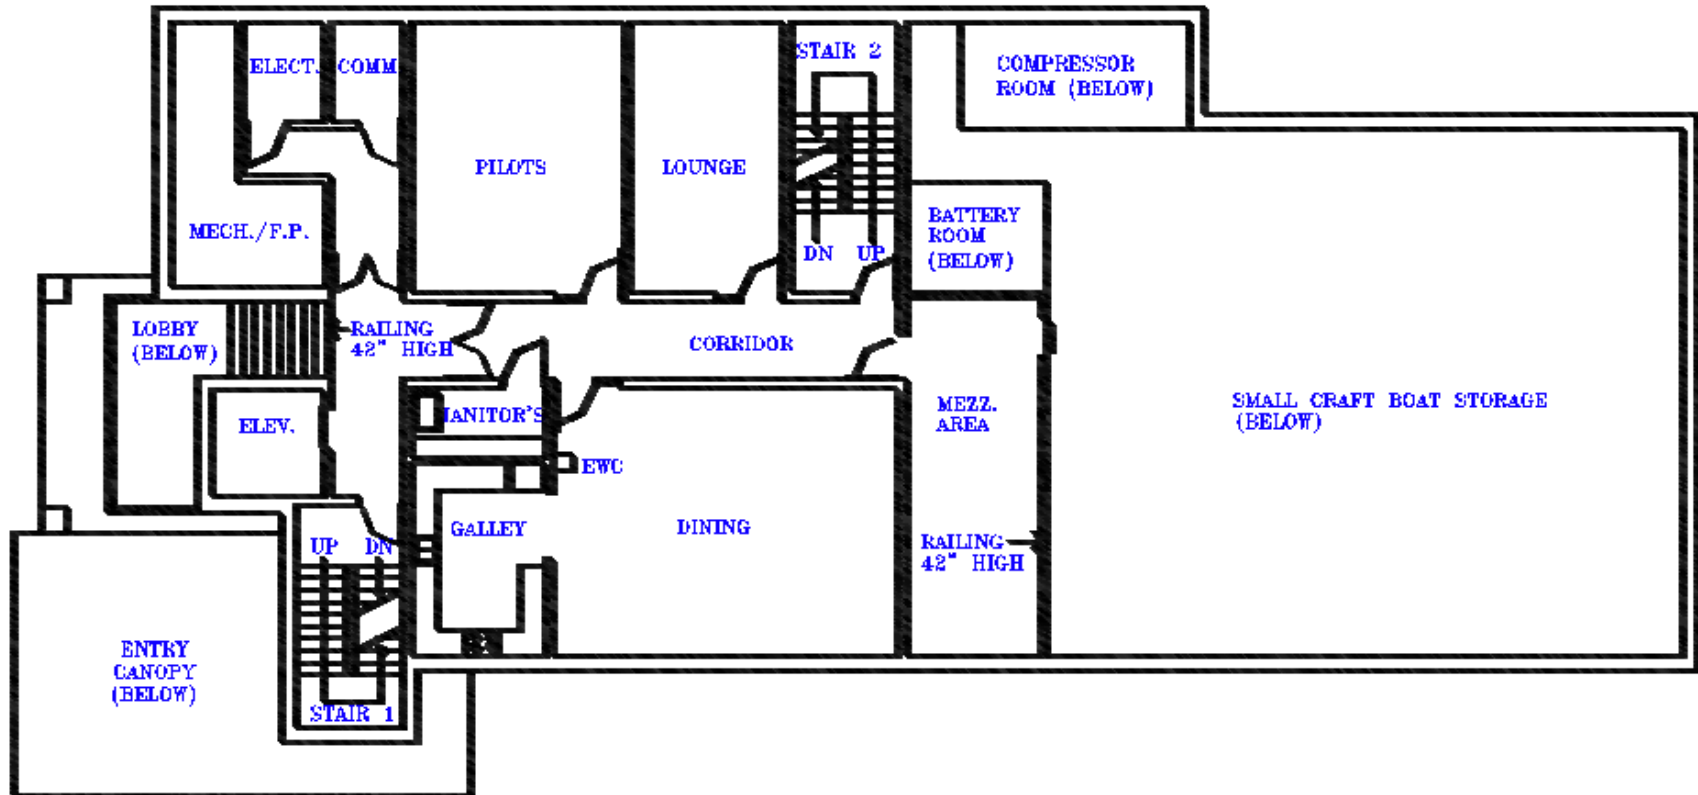 STAIR 2
ELECT.
COMM
COMPRESSOR
ROOM (BELOW)
PILOTS
LOUNGE
MECH./F.P.
BATTERY
ROOM
(BELOW)
DN
UP
LOBBY
(BELOW)
RAILING
42" HIGH
CORRIDOR
ELEV.
JANITOR'S
MEZZ.
AREA
SMALL CRAFT BOAT STORAGE
(BELOW)
EWC
GALLEY
DINING
UP
DN
RAILING
42" HIGH
ENTRY
CANOPY
(BELOW)
STAIR 1